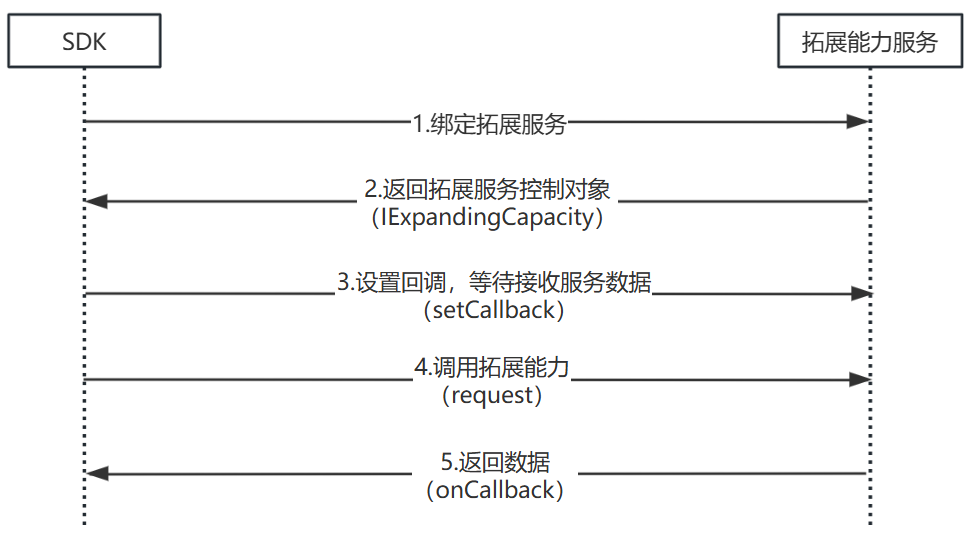 SDK
拓展能力服务
1.绑定拓展服务
2.返回拓展服务控制对象
（IExpandingCapacity）
3.设置回调，等待接收服务数据
（setCallback）
4.调用拓展能力
（request）
5.返回数据
（onCallback）